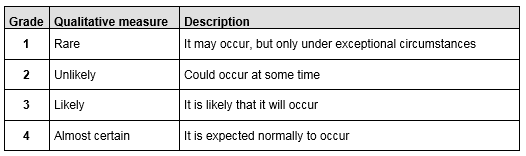 Grade Qualitative measure Description
1 Rare It may occur, but only under exceptional circumstances
2 Unlikely Could occur at some time
3 Likely It is likely that it will occur
4 Almost certain It is expected normally to occur